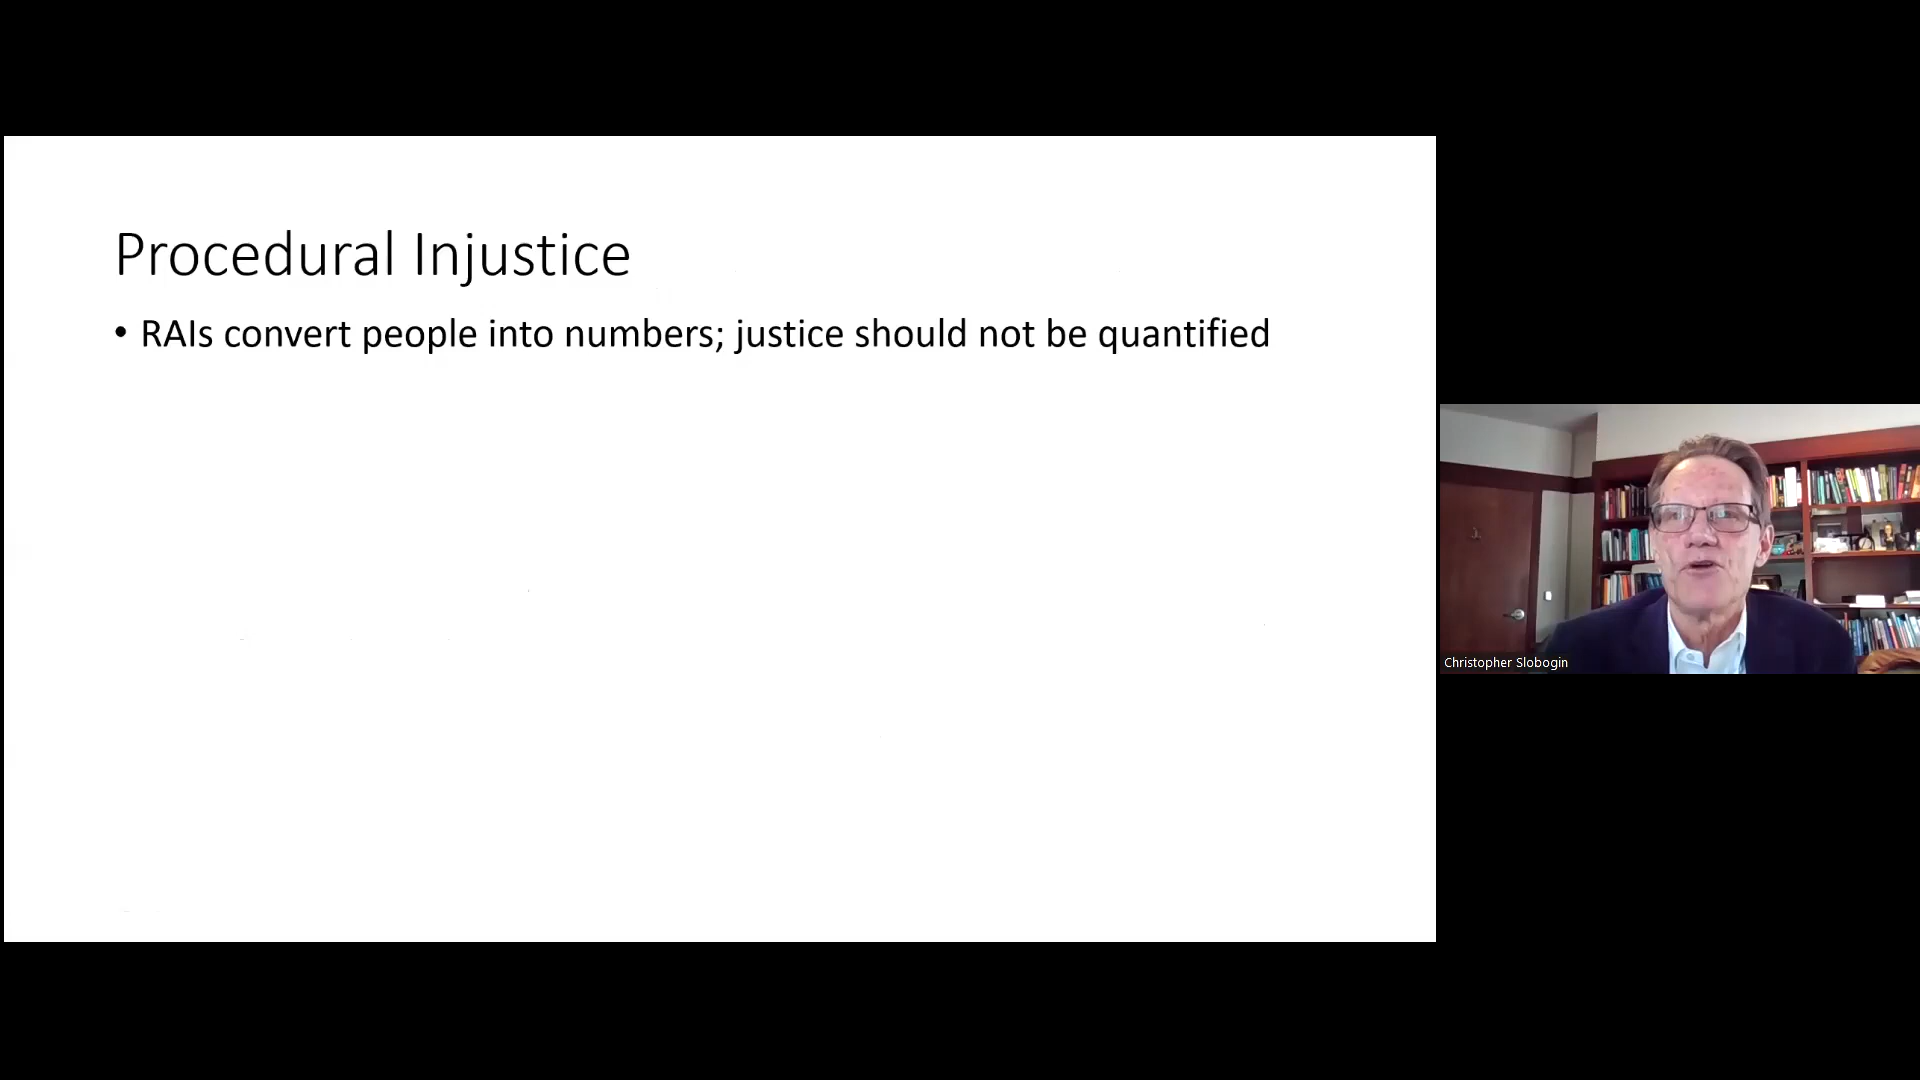 Procedural Injustice
• RAIs convert people into numbers; justice should not be quantified
Christopher Slobogin